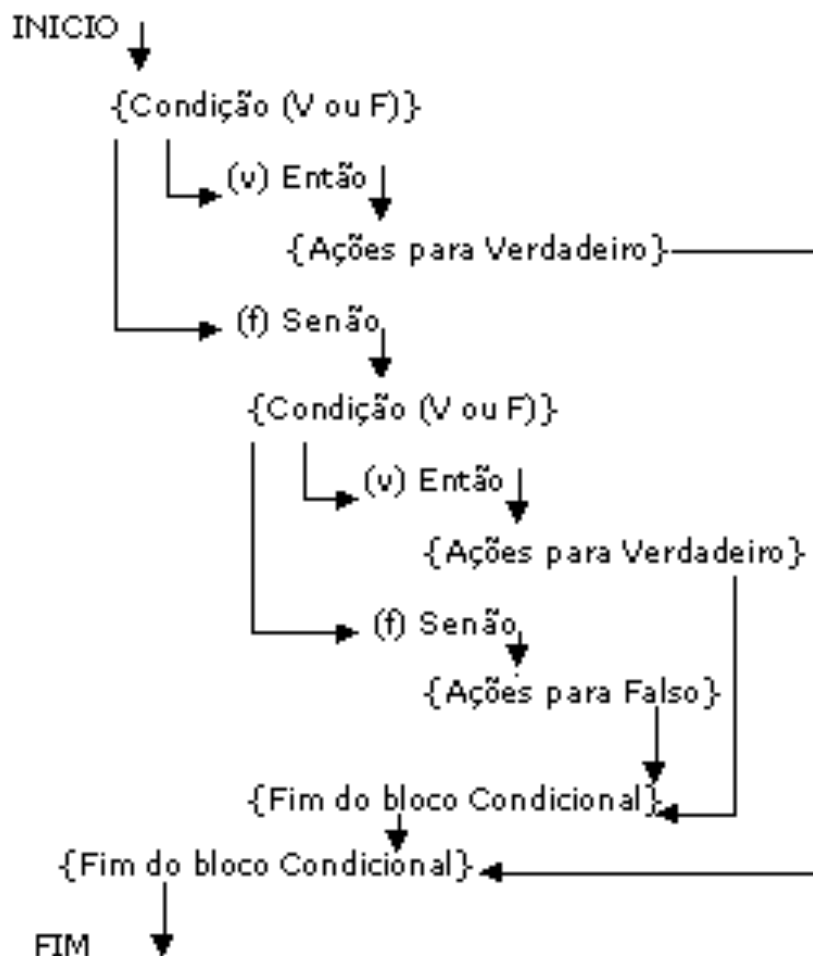 INICIO
{Condição (V ou F)}
(v) Então
{Ações para Verdadeiro}
(f) Senão
{Condição (V ou F)}
(v) Então
{Ações para Verdadeiro}
(f) Senão
{Ações para Falso}
{Fim do bloco Condicional}
{Fim do bloco Condicional}
FIM